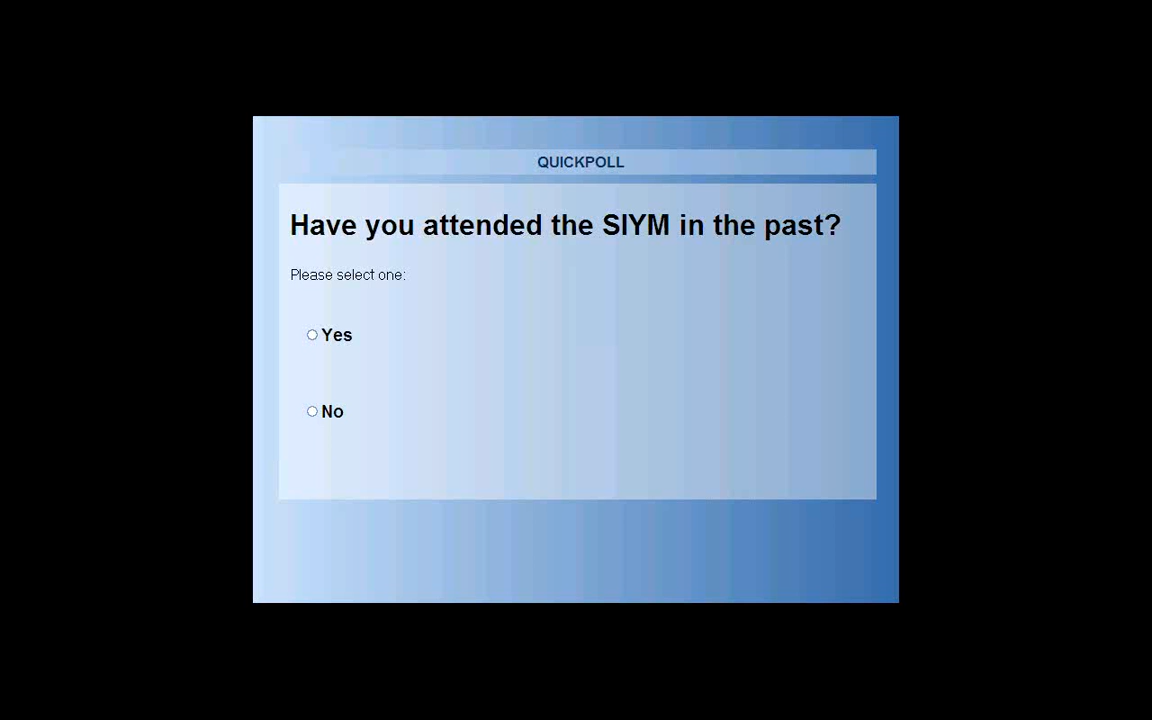 QUICKPOLL
Have you attended the SIYM in the past?
Please select one:
Yes
No